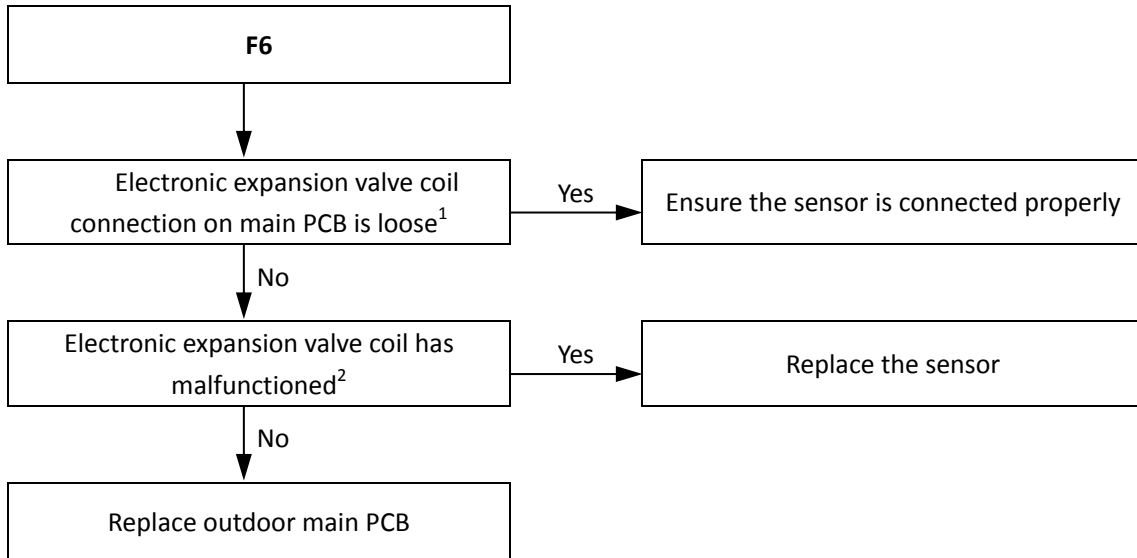 F6
Electronic expansion valve coil
connection on main PCB is loose¹
Yes
Ensure the sensor is connected properly
No
Electronic expansion valve coil has
malfunctioned²
Yes
Replace the sensor
No
Replace outdoor main PCB